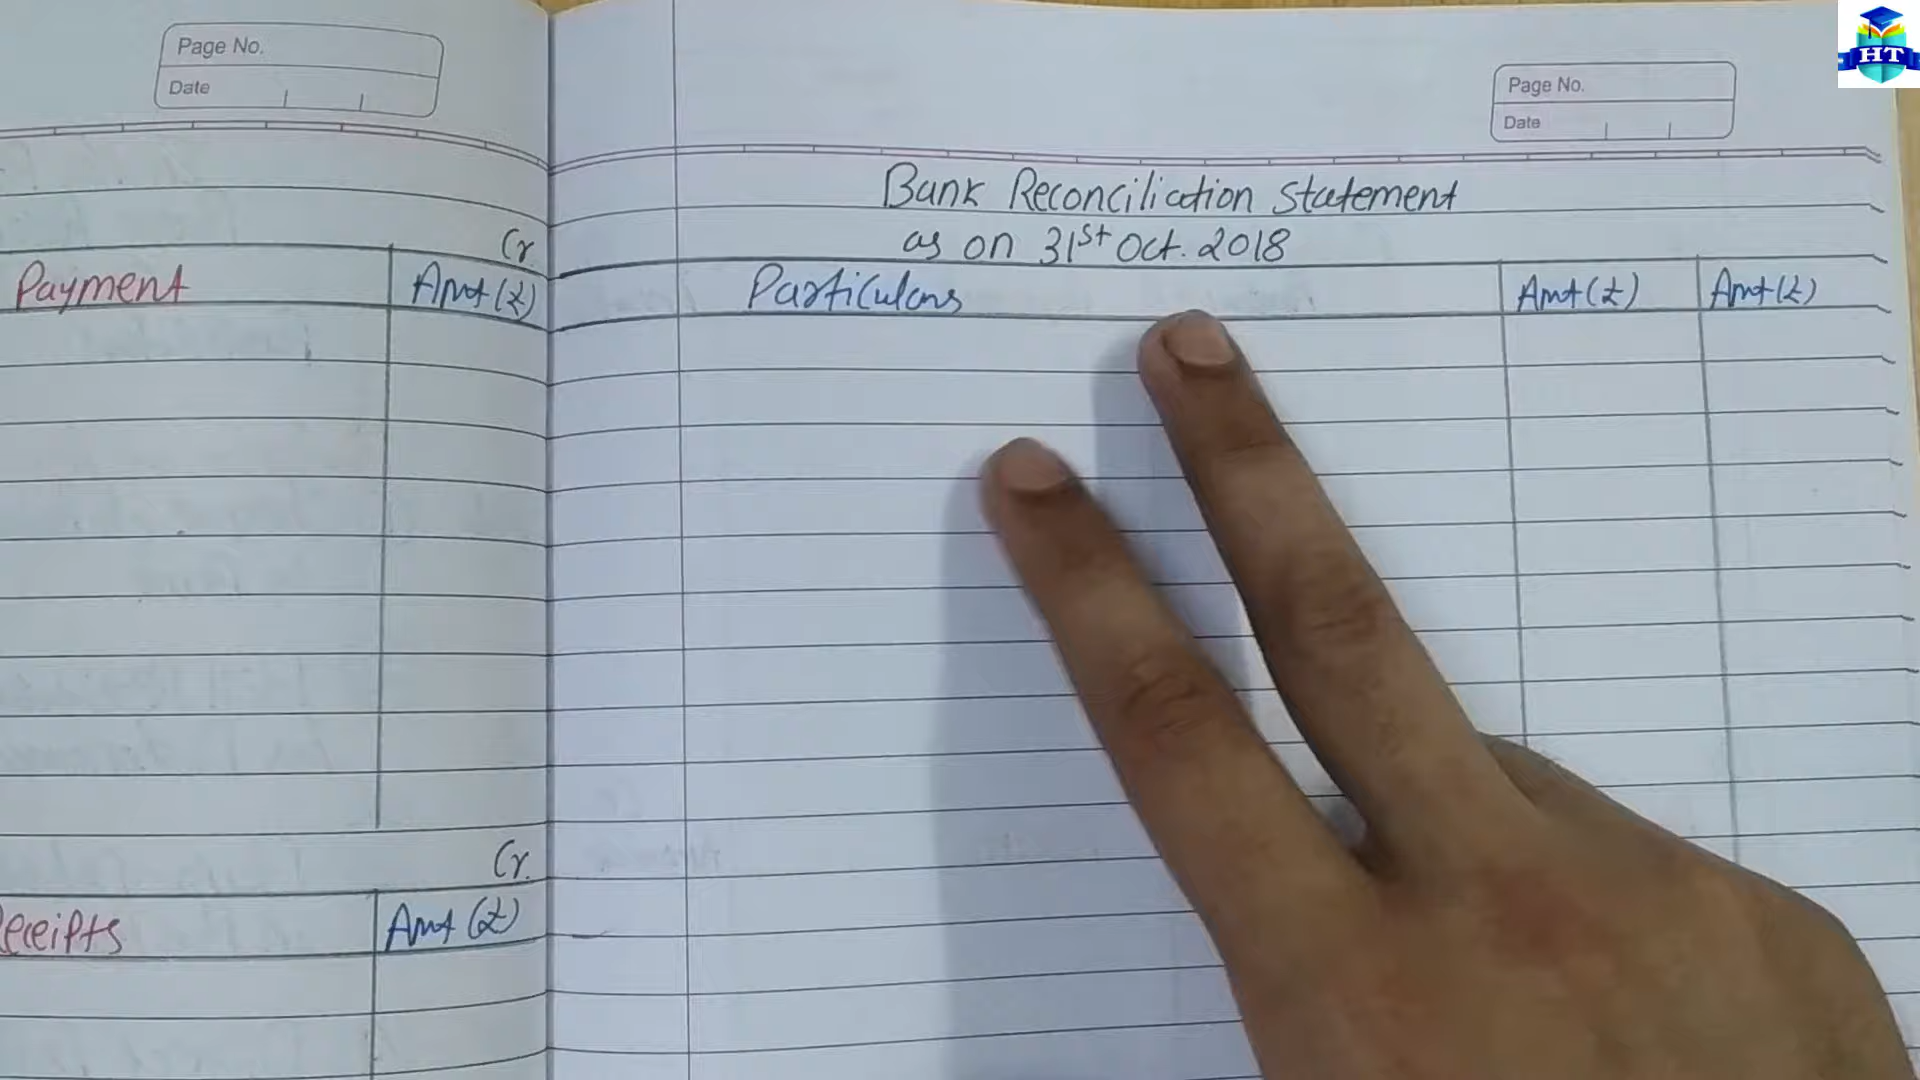 Page No.
Date
Cr.
Payment Amt(₹)
Cr.
Receipts Amt(₹)
HT
Page No.
Date
Bank Reconciliation Statement
as on 31st Oct. 2018
Particulars Amt(₹) Amt(₹)